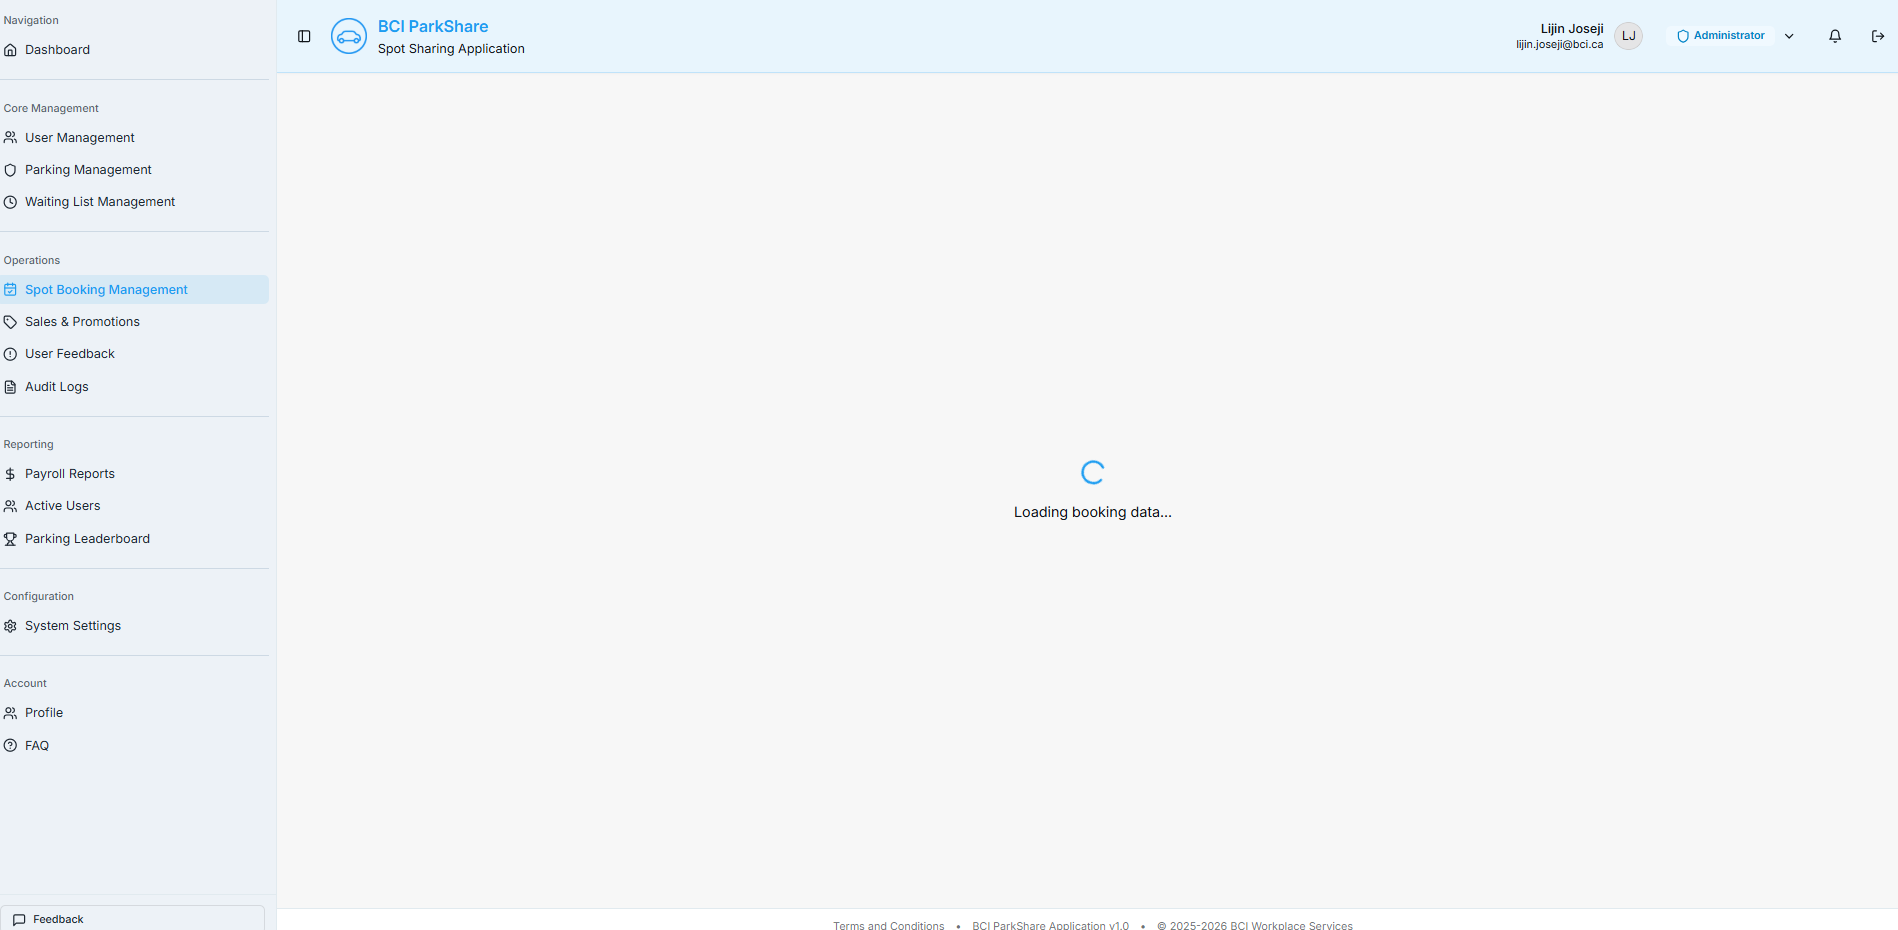 Navigation
Dashboard
Core Management
User Management
Parking Management
Waiting List Management
Operations
Spot Booking Management
Sales & Promotions
User Feedback
Audit Logs
Reporting
Payroll Reports
Active Users
Parking Leaderboard
Configuration
System Settings
Account
Profile
FAQ
Feedback
BCI ParkShare
Spot Sharing Application
Lijin Joseji
lijin.joseji@bci.ca
LJ
Administrator
Loading booking data...
Terms and Conditions • BCI ParkShare Application v1.0 • © 2025-2026 BCI Workplace Services